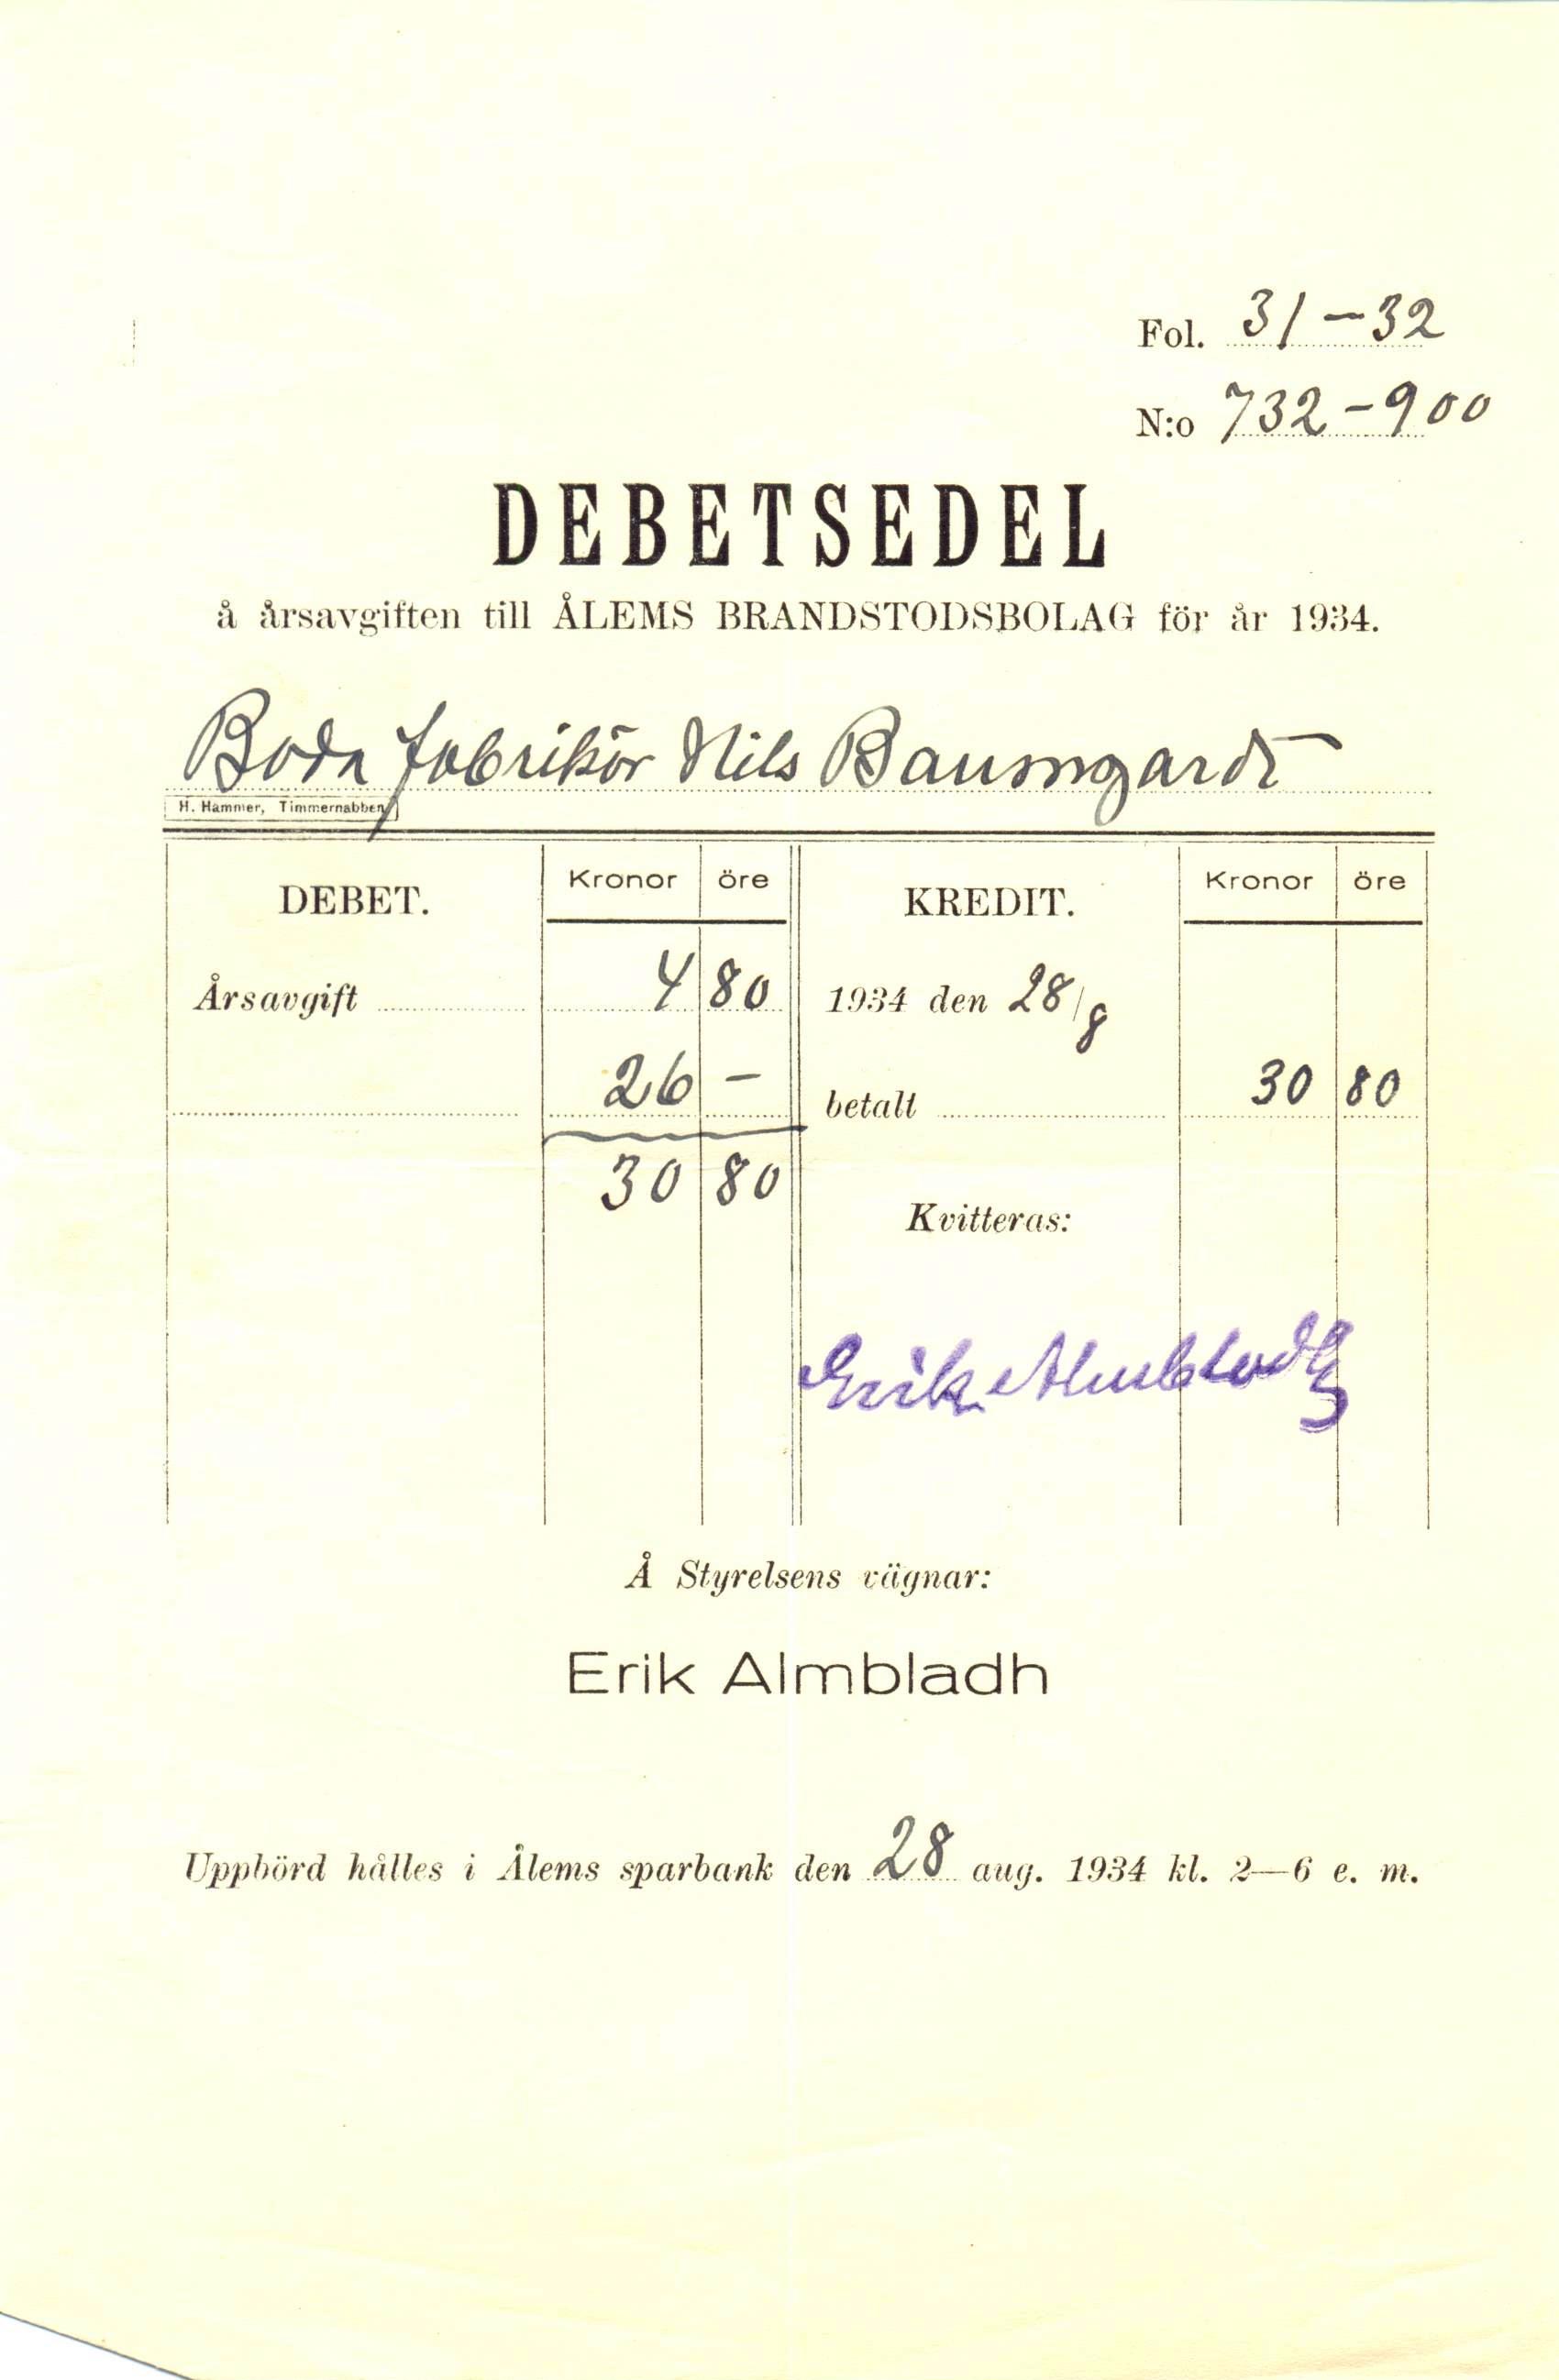 Fol. 31-32
N:o 732-900
DEBETSEDEL
å årsavgiften till ÅLEMS BRANDSTODSBOLAG för år 1934.
Boda fabrikör Nils Baumgardt
H. Hammer, Timmernabben
DEBET. Kronor öre KREDIT. Kronor öre
Årsavgift 4 80 1934 den 28/8
26 - betalt 30 80
30 80
Kvitteras:
Erik Almbladh
Å Styrelsens vägnar:
Erik Almbladh
Uppbörd hålles i Ålems sparbank den 28 aug. 1934 kl. 2—6 e. m.